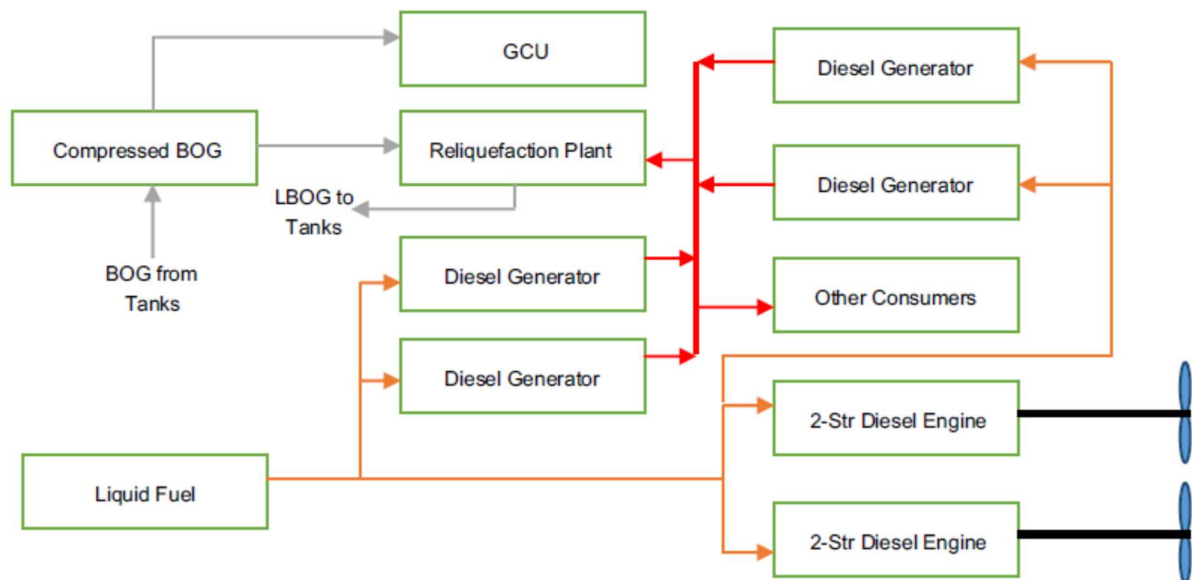 GCU
Diesel Generator
Compressed BOG
Reliquefaction Plant
Diesel Generator
LBOG to
Tanks
BOG from
Tanks
Diesel Generator
Other Consumers
Diesel Generator
2-Str Diesel Engine
Liquid Fuel
2-Str Diesel Engine